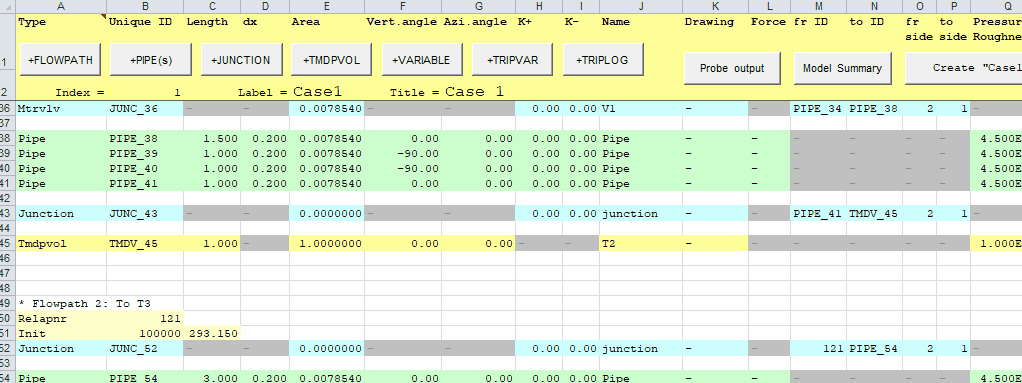 A B C D E F G H I J K L M N O P Q
Type Unique ID Length dx Area Vert.angle Azi.angle K+ K- Name Drawing Force fr ID to ID fr side to side Pressur Roughne
1 +FLOWPATH +PIPE(s) +JUNCTION +TMDPVOL +VARIABLE +TRIPVAR +TRIPLOG Probe output Model Summary Create "Case1
2 Index = 1 Label = Case1 Title = Case 1
36 Mtrvlv JUNC_36 - - 0.0078540 - - 0.00 0.00 V1 - - PIPE_34 PIPE_38 2 1 -
37
38 Pipe PIPE_38 1.500 0.200 0.0078540 0.00 0.00 0.00 0.00 Pipe - - - - - - 4.500E
39 Pipe PIPE_39 1.000 0.200 0.0078540 -90.00 0.00 0.00 0.00 Pipe - - - - - - 4.500E
40 Pipe PIPE_40 1.000 0.200 0.0078540 -90.00 0.00 0.00 0.00 Pipe - - - - - - 4.500E
41 Pipe PIPE_41 1.000 0.200 0.0078540 0.00 0.00 0.00 0.00 Pipe - - - - - - 4.500E
42
43 Junction JUNC_43 - - 0.0000000 - - 0.00 0.00 junction - - PIPE_41 TMDV_45 2 1 -
44
45 Tmdpvol TMDV_45 1.000 - 1.0000000 0.00 0.00 - - T2 - - - - - - 1.000E
46
47
48
49 * Flowpath 2: To T3
50 Relapnr 121
51 Init 100000 293.150
52 Junction JUNC_52 - - 0.0000000 - - 0.00 0.00 junction - - 121 PIPE_54 2 1 -
53
54 Pipe PIPE_54 3.000 0.200 0.0078540 0.00 0.00 0.00 0.00 Pipe - - - - - - 4.500E